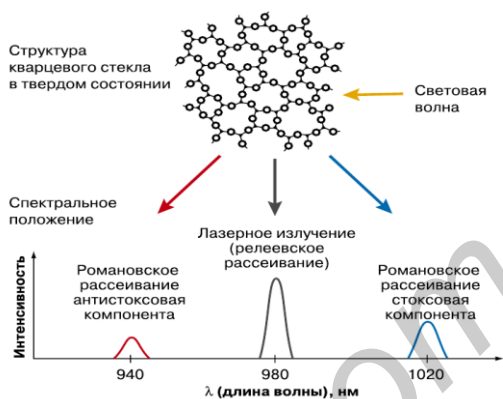 Структура
кварцевого стекла
в твердом состоянии
Световая
волна
Спектральное
положение
Лазерное излучение
(релеевское
рассеивание)
Интенсивность
Романовское
рассеивание
антистоксовая
компонента
Романовское
рассеивание
стоксовая
компонента
940
980
1020
λ (длина волны), нм